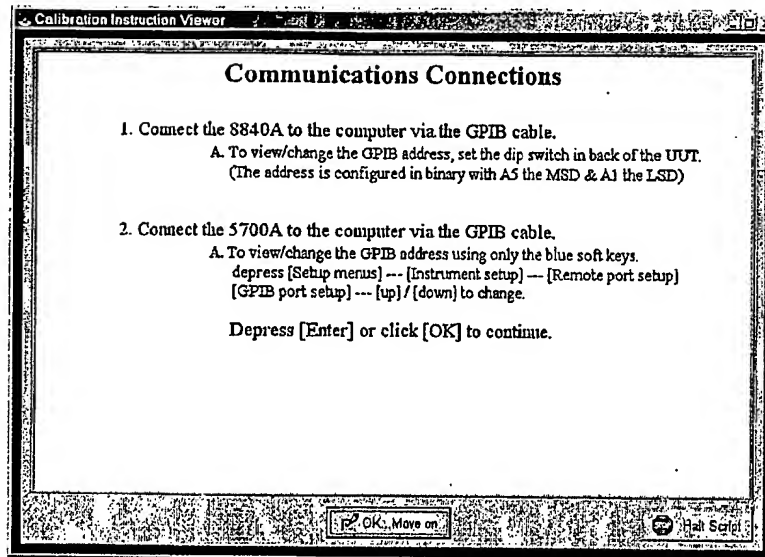 Calibration Instruction Viewer
Communications Connections
1. Connect the 8840A to the computer via the GPIB cable.
A. To view/change the GPIB address, set the dip switch in back of the UUT.
(The address is configured in binary with A5 the MSD & A1 the LSD)
2. Connect the 5700A to the computer via the GPIB cable.
A. To view/change the GPIB address using only the blue soft keys.
depress [Setup menus] --- [Instrument setup] --- [Remote port setup]
[GPIB port setup] --- [up] / [down] to change.
Depress [Enter] or click [OK] to continue.
OK: Move on
Halt Script